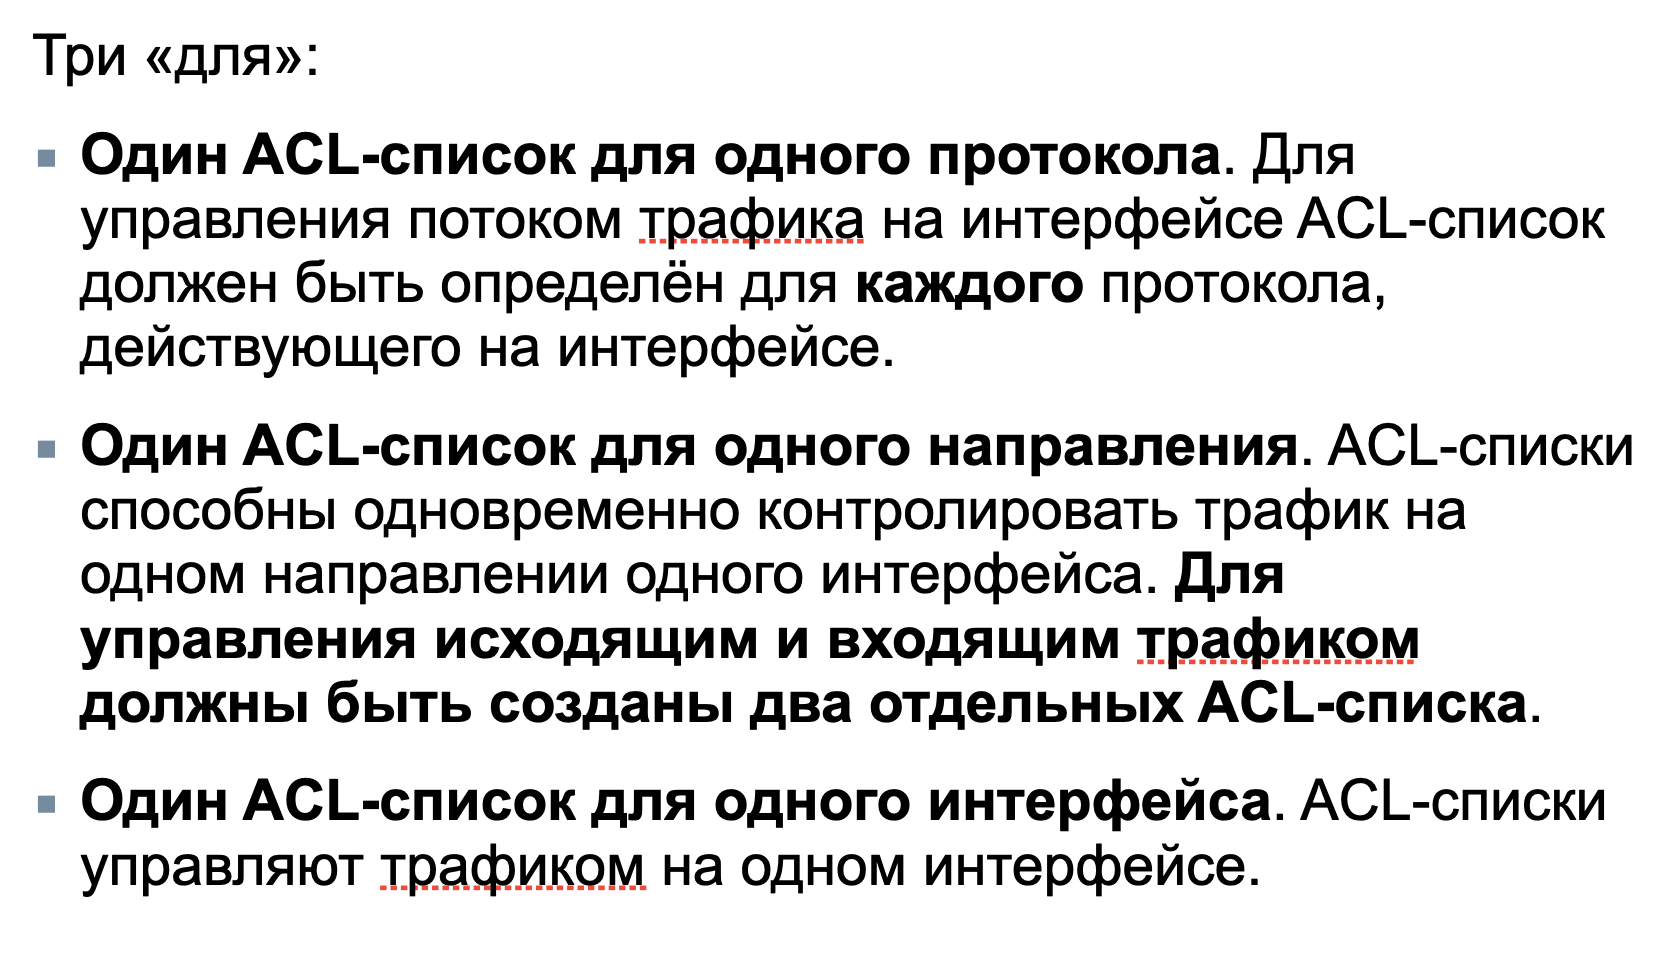 Три «для»:
Один ACL-список для одного протокола. Для
управления потоком трафика на интерфейсе ACL-список
должен быть определён для каждого протокола,
действующего на интерфейсе.
Один ACL-список для одного направления. ACL-списки
способны одновременно контролировать трафик на
одном направлении одного интерфейса. Для
управления исходящим и входящим трафиком
должны быть созданы два отдельных ACL-списка.
Один ACL-список для одного интерфейса. ACL-списки
управляют трафиком на одном интерфейсе.